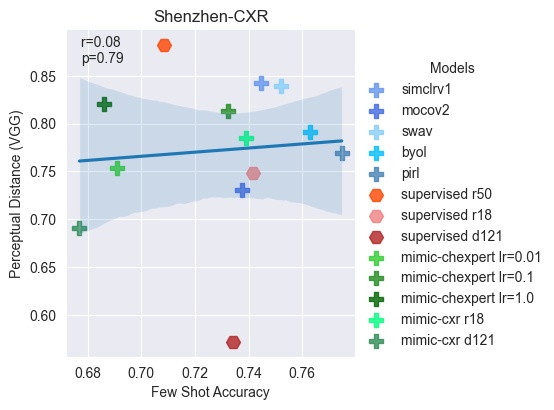 Shenzhen-CXR
r=0.08
p=0.79
0.85
0.80
0.75
0.70
0.65
0.60
Perceptual Distance (VGG)
0.68 0.70 0.72 0.74 0.76
Few Shot Accuracy
Models
simclrv1
mocov2
swav
byol
pirl
supervised r50
supervised r18
supervised d121
mimic-chexpert lr=0.01
mimic-chexpert lr=0.1
mimic-chexpert lr=1.0
mimic-cxr r18
mimic-cxr d121